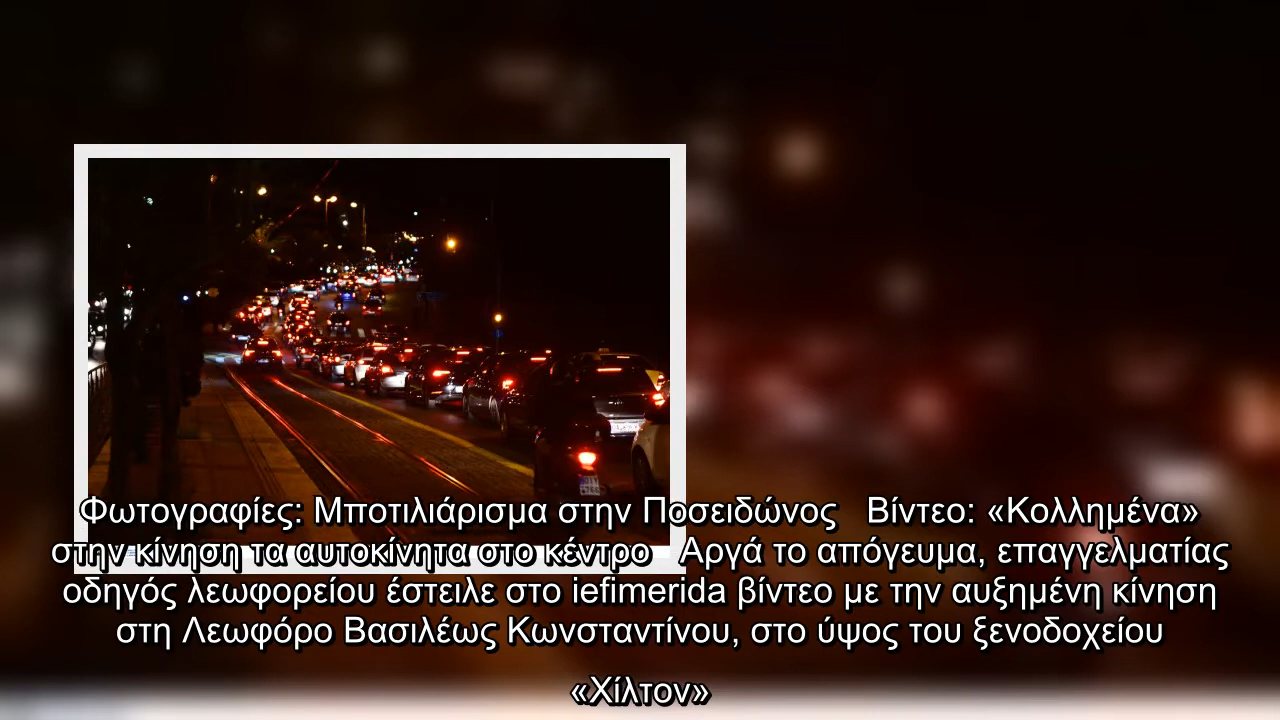 Φωτογραφίες: Μποτιλιάρισμα στην Ποσειδώνος   Βίντεο: «Κολλημένα»
στην κίνηση τα αυτοκίνητα στο κέντρο   Αργά το απόγευμα, επαγγελματίας
οδηγός λεωφορείου έστειλε στο iefimerida βίντεο με την αυξημένη κίνηση
στη Λεωφόρο Βασιλέως Κωνσταντίνου, στο ύψος του ξενοδοχείου
«Χίλτον»